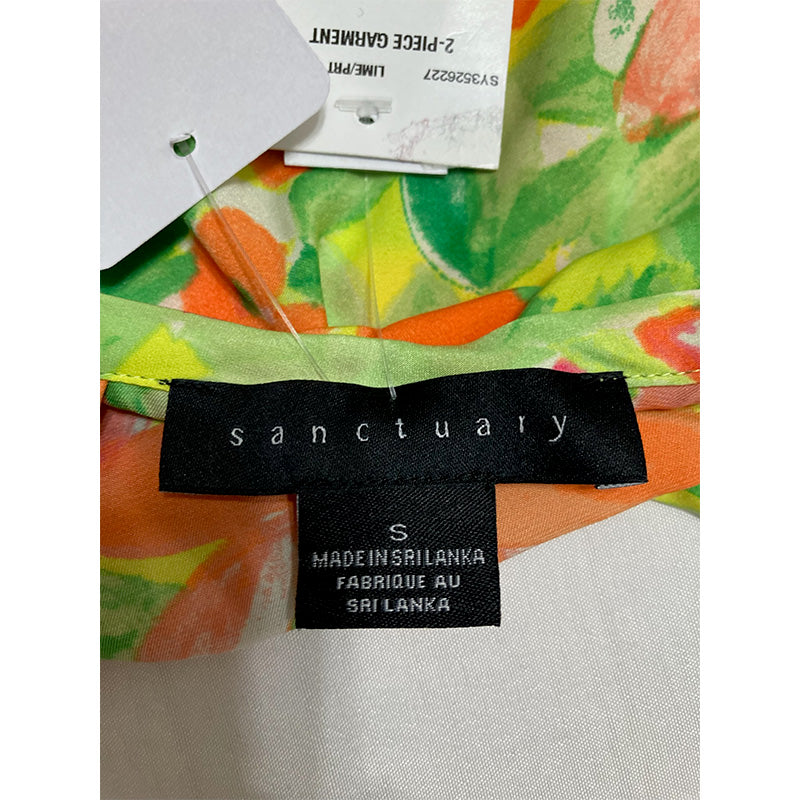 2-PIECE GARMENT
LIME/PRT
SY3526227
sanctuary
S
MADE IN SRI LANKA
FABRIQUE AU
SRI LANKA